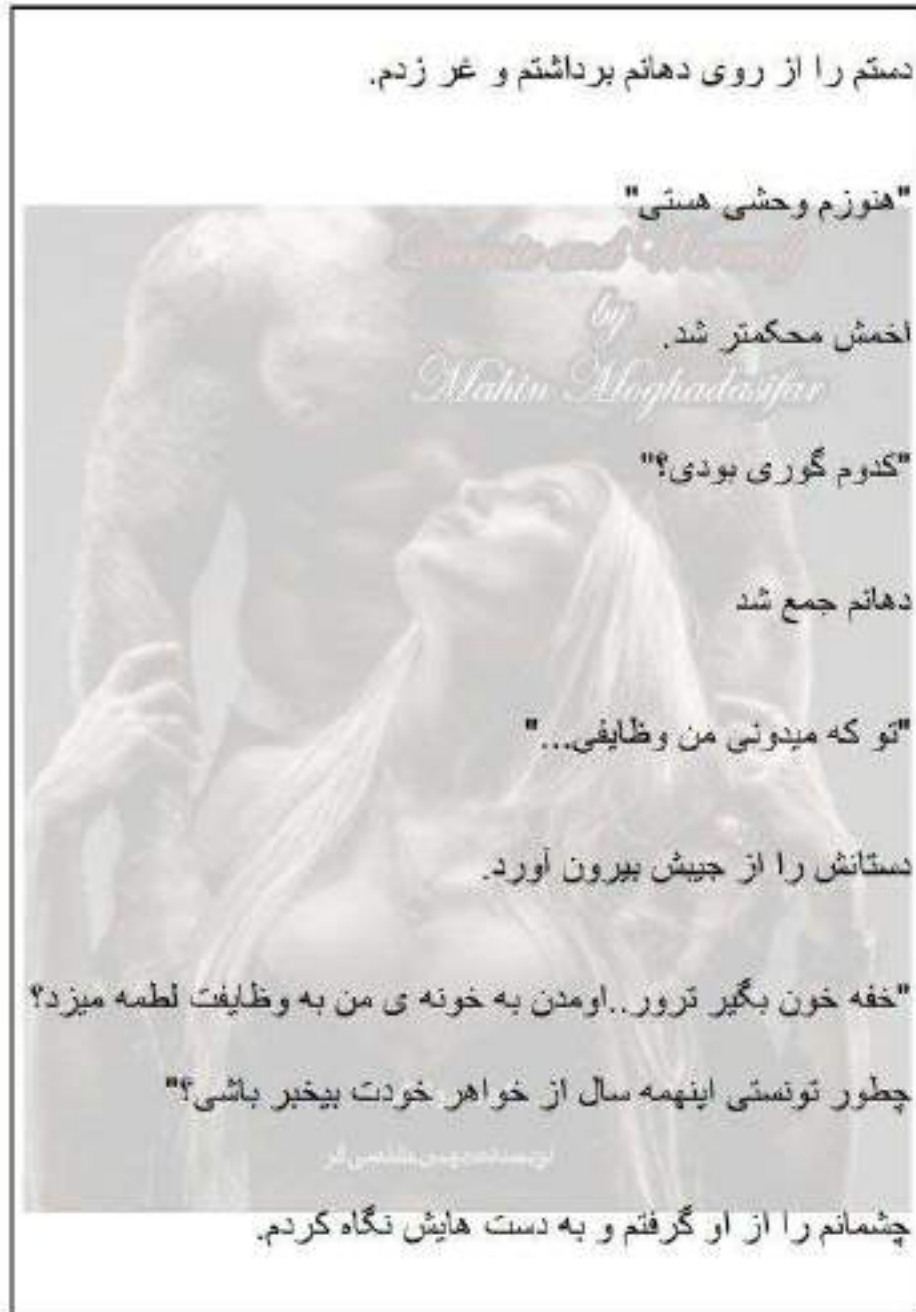 دستم را از روی دهانم برداشتم و غر زدم.
"هنوزم وحشی هستی"
and
by
Mahin Moghadasifar
اخمش محکمتر شد.
"کدوم گوری بودی؟"
دهانم جمع شد
"تو که میدونی من وظایفی..."
دستانش را از جیبش بیرون آورد.
"خفه خون بگیر ترور..اومدن به خونه ی من به وظایفت لطمه میزد؟
چطور تونستی اینهمه سال از خواهر خودت بیخبر باشی؟"
چشمانم را از او گرفتم و به دست هایش نگاه کردم.